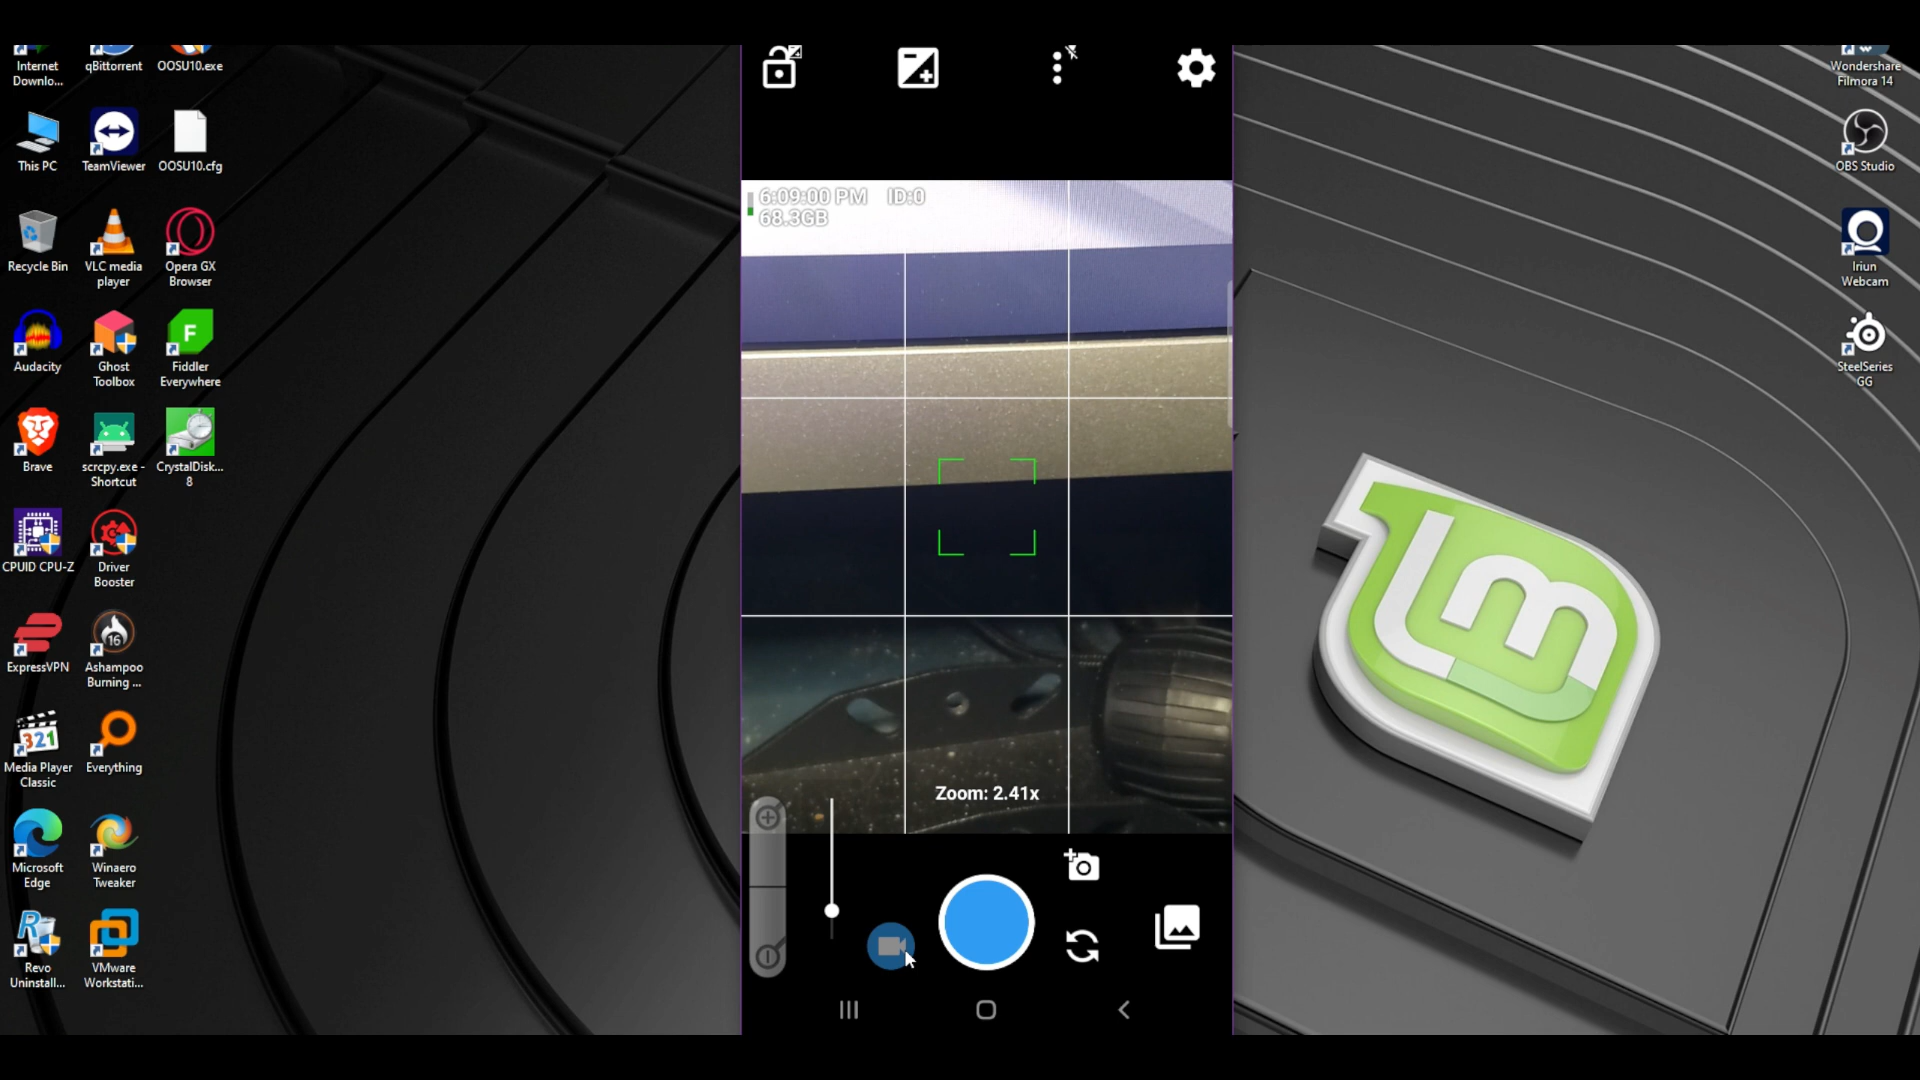 Internet
Downlo...
qBittorrent
OOSU10.exe
This PC
TeamViewer
OOSU10.cfg
Recycle Bin
VLC media
player
Opera GX
Browser
Audacity
Ghost
Toolbox
Fiddler
Everywhere
Brave
scrcpy.exe -
Shortcut
CrystalDisk...
8
CPUID CPU-Z
Driver
Booster
ExpressVPN
16
Ashampoo
Burning ...
321
Media Player
Classic
Everything
Microsoft
Edge
Winaero
Tweaker
Revo
Uninstall...
VMware
Workstati...
6:09:00 PM ID:0
68.3GB
Zoom: 2.41x
Wondershare
Filmora 14
OBS Studio
Iriun
Webcam
SteelSeries
GG